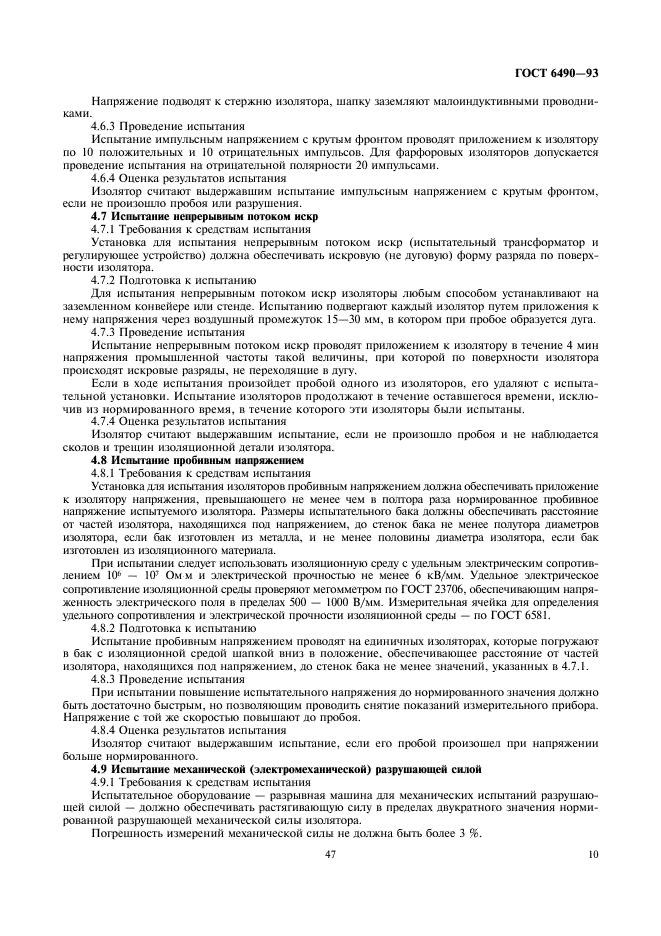 ГОСТ 6490—93
Напряжение подводят к стержню изолятора, шапку заземляют малоиндуктивными проводни-
ками.
4.6.3 Проведение испытания
Испытание импульсным напряжением с крутым фронтом проводят приложением к изолятору
по 10 положительных и 10 отрицательных импульсов. Для фарфоровых изоляторов допускается
проведение испытания на отрицательной полярности 20 импульсами.
4.6.4 Оценка результатов испытания
Изолятор считают выдержавшим испытание импульсным напряжением с крутым фронтом,
если не произошло пробоя или разрушения.
4.7 Испытание непрерывным потоком искр
4.7.1 Требования к средствам испытания
Установка для испытания непрерывным потоком искр (испытательный трансформатор и
регулирующее устройство) должна обеспечивать искровую (не дуговую) форму разряда по поверх-
ности изолятора.
4.7.2 Подготовка к испытанию
Для испытания непрерывным потоком искр изоляторы любым способом устанавливают на
заземленном конвейере или стенде. Испытанию подвергают каждый изолятор путем приложения к
нему напряжения через воздушный промежуток 15—30 мм, в котором при пробое образуется дуга.
4.7.3 Проведение испытания
Испытание непрерывным потоком искр проводят приложением к изолятору в течение 4 мин
напряжения промышленной частоты такой величины, при которой по поверхности изолятора
происходят искровые разряды, не переходящие в дугу.
Если в ходе испытания произойдет пробой одного из изоляторов, его удаляют с испыта-
тельной установки. Испытание изоляторов продолжают в течение оставшегося времени, исклю-
чив из нормированного время, в течение которого эти изоляторы были испытаны.
4.7.4 Оценка результатов испытания
Изолятор считают выдержавшим испытание, если не произошло пробоя и не наблюдается
сколов и трещин изоляционной детали изолятора.
4.8 Испытание пробивным напряжением
4.8.1 Требования к средствам испытания
Установка для испытания изоляторов пробивным напряжением должна обеспечивать приложение
к изолятору напряжения, превышающего не менее чем в полтора раза нормированное пробивное
напряжение испытуемого изолятора. Размеры испытательного бака должны обеспечивать расстояние
от частей изолятора, находящихся под напряжением, до стенок бака не менее полутора диаметров
изолятора, если бак изготовлен из металла, и не менее половины диаметра изолятора, если бак
изготовлен из изоляционного материала.
При испытании следует использовать изоляционную среду с удельным электрическим сопротив-
лением 10⁶ — 10⁷ Ом·м и электрической прочностью не менее 6 кВ/мм. Удельное электрическое
сопротивление изоляционной среды проверяют мегомметром по ГОСТ 23706, обеспечивающим напря-
женность электрического поля в пределах 500 — 1000 В/мм. Измерительная ячейка для определения
удельного сопротивления и электрической прочности изоляционной среды — по ГОСТ 6581.
4.8.2 Подготовка к испытанию
Испытание пробивным напряжением проводят на единичных изоляторах, которые погружают
в бак с изоляционной средой шапкой вниз в положение, обеспечивающее расстояние от частей
изолятора, находящихся под напряжением, до стенок бака не менее значений, указанных в 4.7.1.
4.8.3 Проведение испытания
При испытании повышение испытательного напряжения до нормированного значения должно
быть достаточно быстрым, но позволяющим проводить снятие показаний измерительного прибора.
Напряжение с той же скоростью повышают до пробоя.
4.8.4 Оценка результатов испытания
Изолятор считают выдержавшим испытание, если его пробой произошел при напряжении
больше нормированного.
4.9 Испытание механической (электромеханической) разрушающей силой
4.9.1 Требования к средствам испытания
Испытательное оборудование — разрывная машина для механических испытаний разрушаю-
щей силой — должно обеспечивать растягивающую силу в пределах двукратного значения норми-
рованной разрушающей механической силы изолятора.
Погрешность измерений механической силы не должна быть более 3 %.
47 10